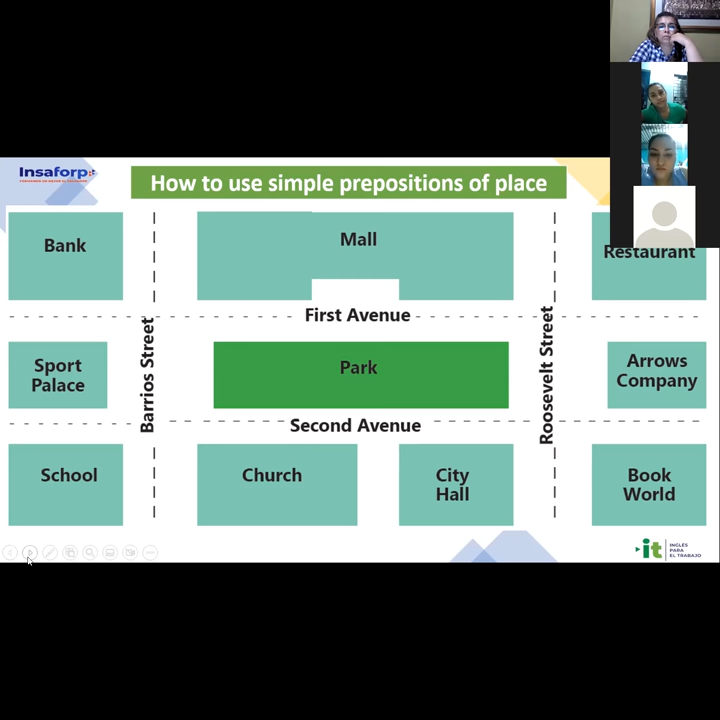 Insaforp
How to use simple prepositions of place
Bank
Mall
Restaurant
First Avenue
Barrios Street
Roosevelt Street
Sport
Palace
Park
Arrows
Company
Second Avenue
School
Church
City
Hall
Book
World
it
INGLÉS
PARA
EL TRABAJO